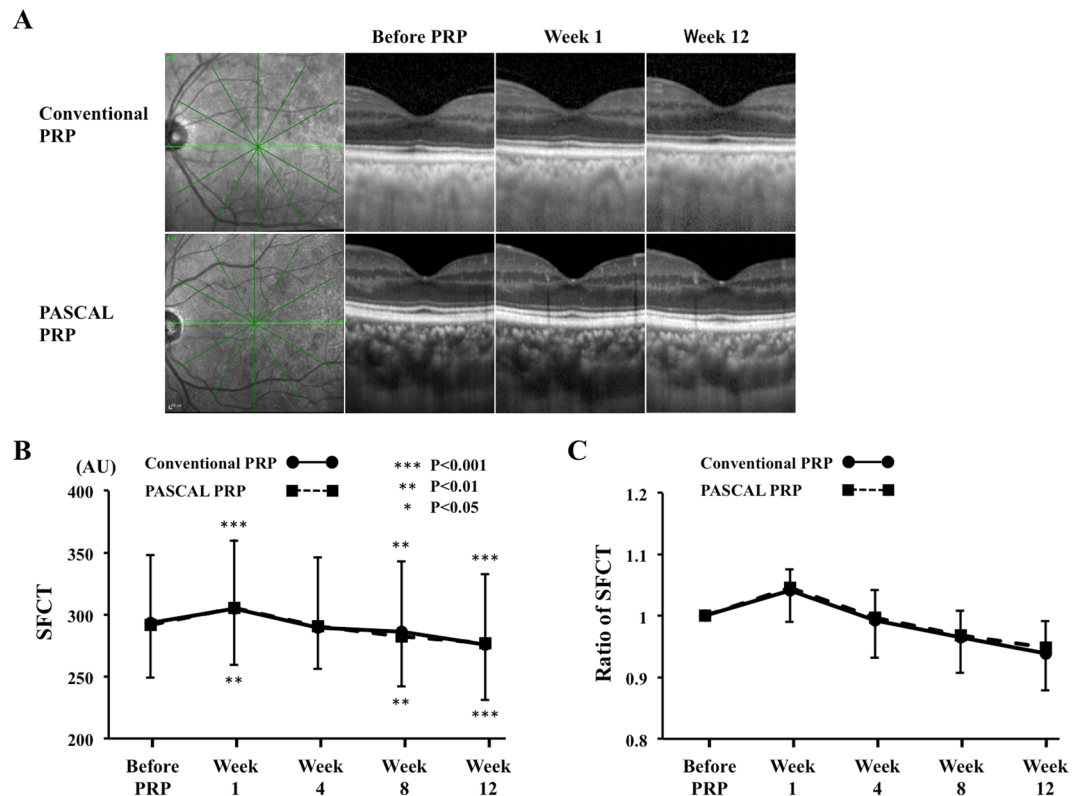 A
Before PRP Week 1 Week 12
Conventional
PRP
PASCAL
PRP
B
(AU)
Conventional PRP
PASCAL PRP
*** P<0.001
** P<0.01
* P<0.05
400
350
300
250
200
SFCT
***
**
**
**
***
***
Before
PRP
Week
1
Week
4
Week
8
Week
12
C
Conventional PRP
PASCAL PRP
1.2
1.1
1
0.9
0.8
Ratio of SFCT
Before
PRP
Week
1
Week
4
Week
8
Week
12